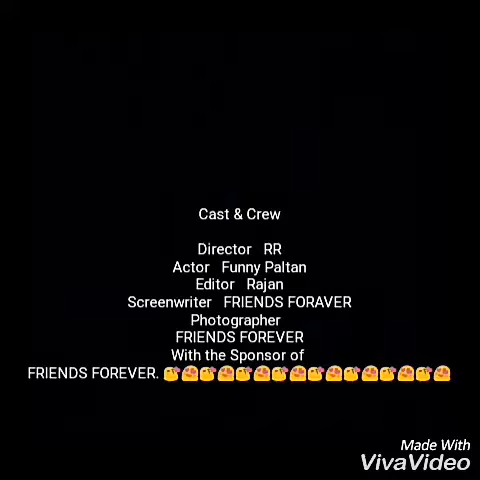 Cast & Crew
Director RR
Actor Funny Paltan
Editor Rajan
Screenwriter FRIENDS FORAVER
Photographer
FRIENDS FOREVER
With the Sponsor of
FRIENDS FOREVER. 😘😍😘😍😘😍😘😍😘😍😘😍😘😍😘😍
Made With
VivaVideo